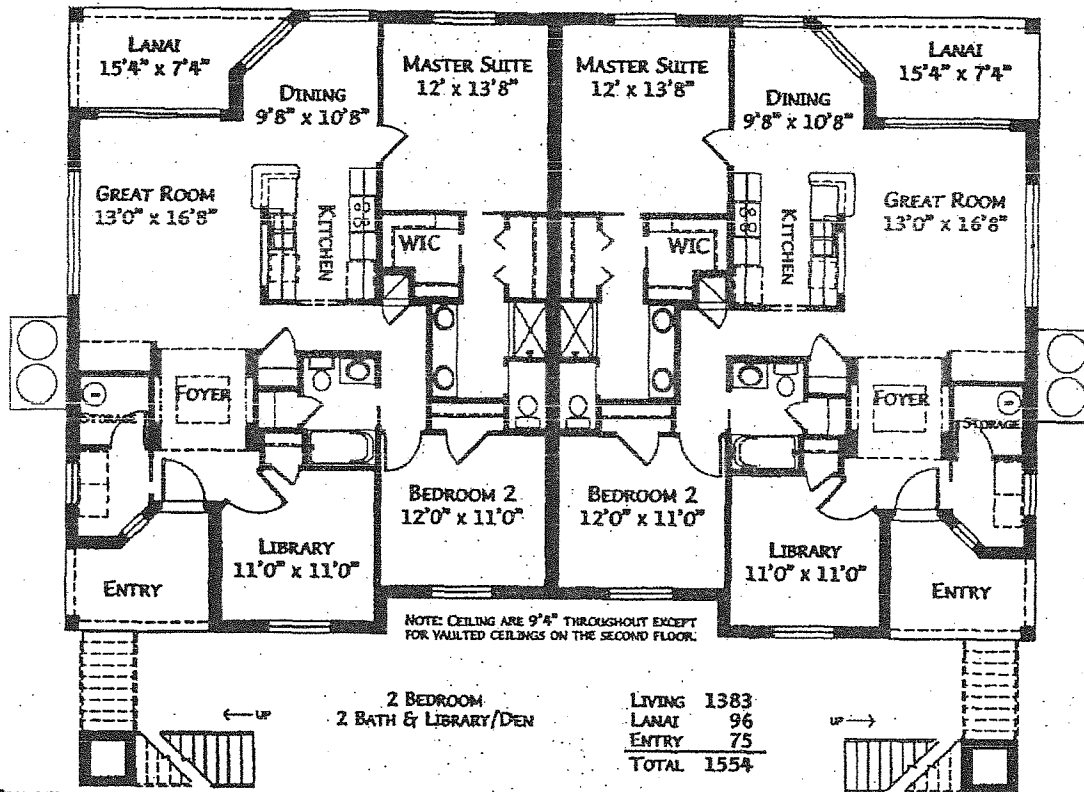 LANAI
15'4" x 7'4"
DINING
9'8" x 10'8"
MASTER SUITE
12' x 13'8"
MASTER SUITE
12' x 13'8"
DINING
9'8" x 10'8"
LANAI
15'4" x 7'4"
GREAT ROOM
13'0" x 16'8"
KITCHEN
WIC
WIC
KITCHEN
GREAT ROOM
13'0" x 16'8"
STORAGE
FOYER
FOYER
STORAGE
BEDROOM 2
12'0" x 11'0"
BEDROOM 2
12'0" x 11'0"
LIBRARY
11'0" x 11'0"
LIBRARY
11'0" x 11'0"
ENTRY
ENTRY
NOTE: CEILING ARE 9'4" THROUGHOUT EXCEPT
FOR VAULTED CEILINGS ON THE SECOND FLOOR.
2 BEDROOM
2 BATH & LIBRARY/DEN
LIVING 1383
LANAI 96
ENTRY 75
TOTAL 1554
← UP
UP →